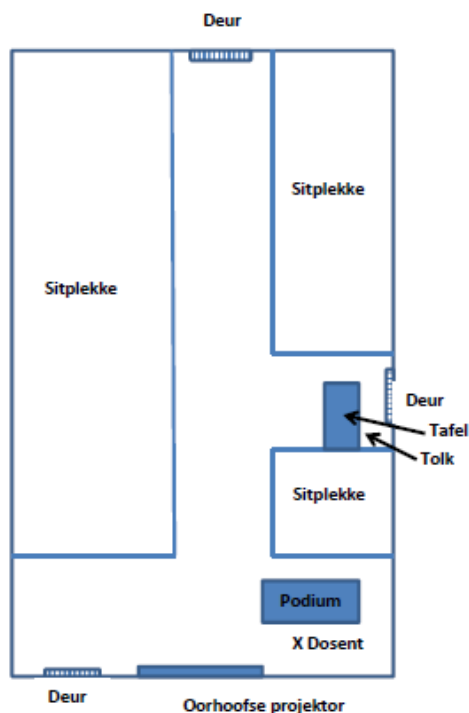 Deur
Sitplekke
Sitplekke
Deur
Tafel
Tolk
Sitplekke
Podium
X Dosent
Deur
Oorhoofse projektor